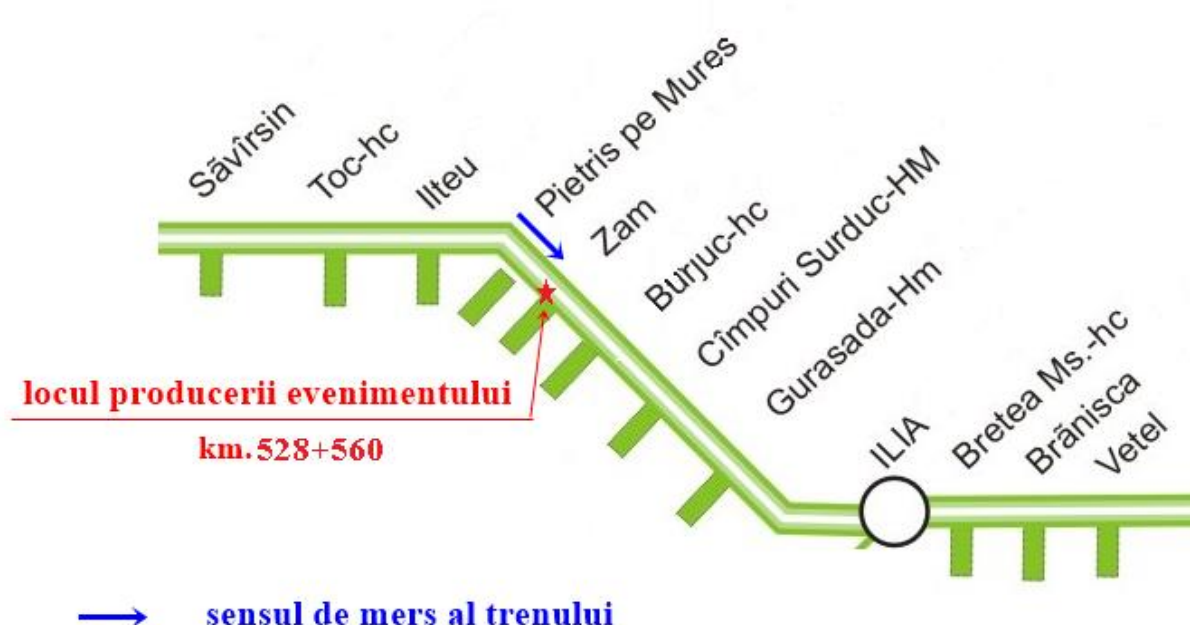 Săvîrsin
Toc-hc
Ilteu
Pietris pe Mures
Zam
Burjuc-hc
Cîmpuri Surduc-HM
Gurasada-Hm
ILIA
Bretea Ms.-hc
Brănisca
Vetel
locul producerii evenimentului
km.528+560
sensul de mers al trenului